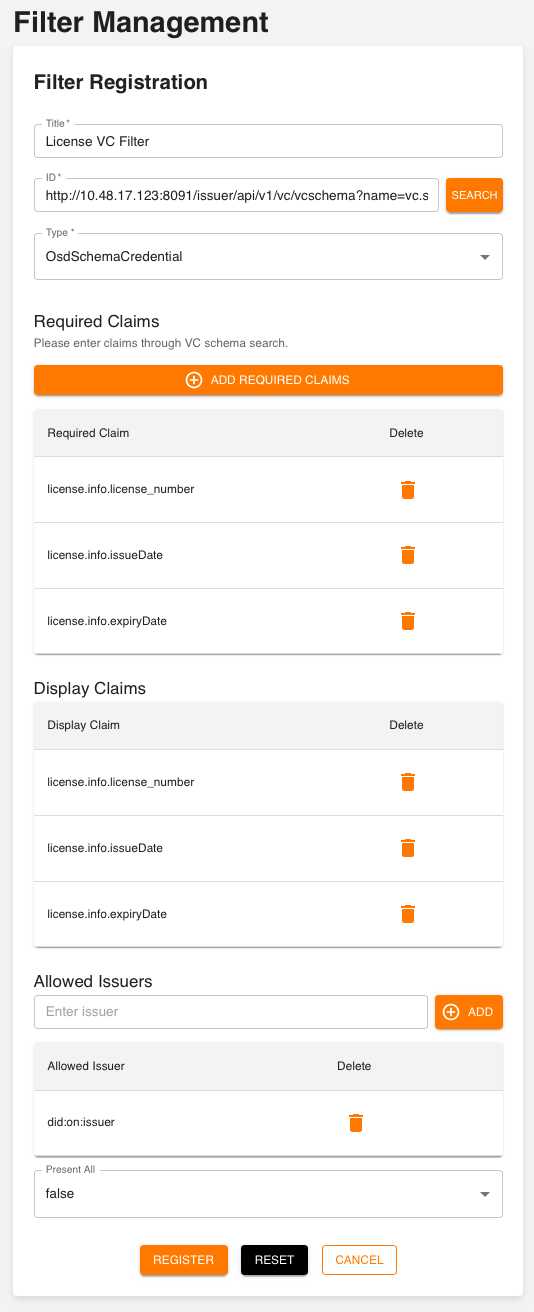 Filter Management
Filter Registration
Title *
License VC Filter
ID *
http://10.48.17.123:8091/issuer/api/v1/vc/vcschema?name=vc.s
SEARCH
Type *
OsdSchemaCredential
Required Claims
Please enter claims through VC schema search.
ADD REQUIRED CLAIMS
Required Claim Delete
license.info.license_number
license.info.issueDate
license.info.expiryDate
Display Claims
Display Claim Delete
license.info.license_number
license.info.issueDate
license.info.expiryDate
Allowed Issuers
Enter issuer ADD
Allowed Issuer Delete
did:on:issuer
Present All
false
REGISTER RESET CANCEL